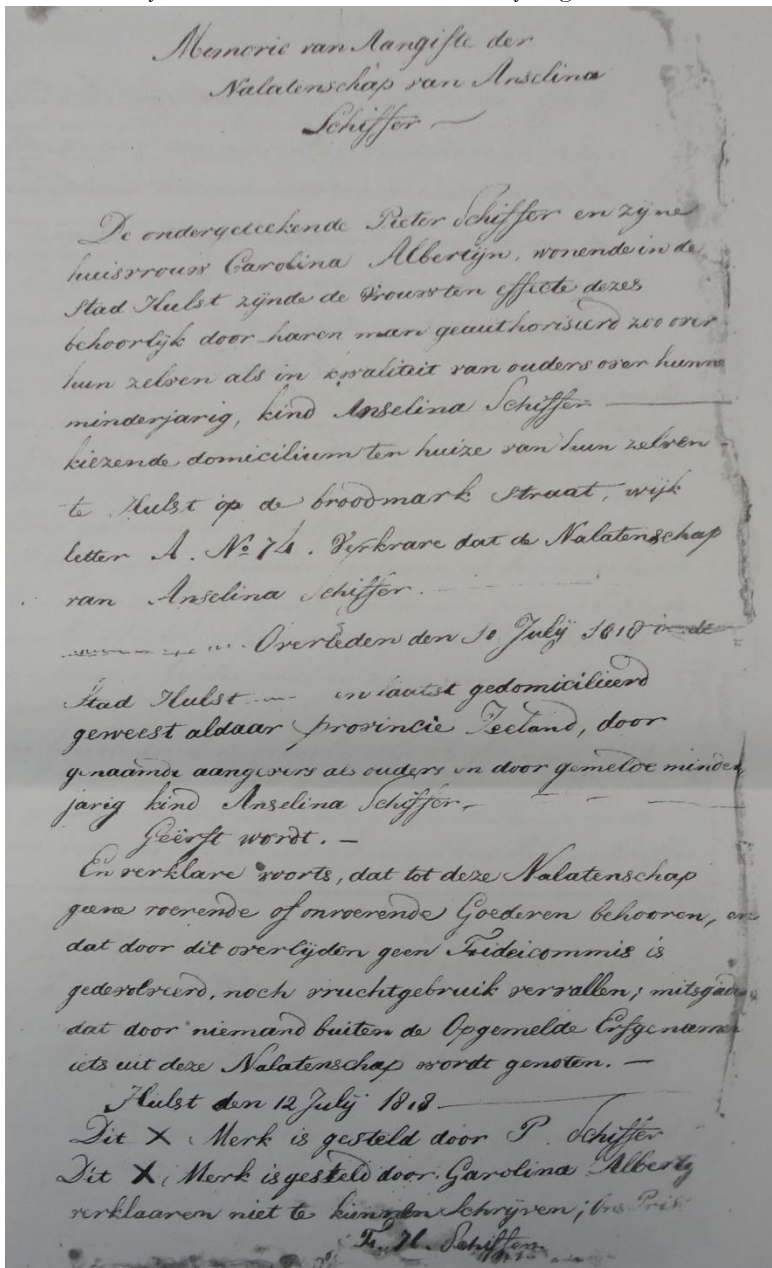 Memorie van Aangifte der
Nalatenschap van Anselina
Schiffer —
De ondergeteekende Pieter Schiffer en zijne
huisvrouw Carolina Albertijn, wonende in de
Stad Hulst zijnde de vrouw ten effecte dezes
behoorlijk door haren man geauthoriseerd zoo over
hun zelven als in kwaliteit van ouders over hunne
minderjarig, kind Anselina Schiffer —
kiezende domicilium ten huize van hun zelven
te Hulst op de broodmark straat, wijk
letter A. No 74. Verkrare dat de Nalatenschap
van Anselina Schiffer.
Overleden den 10 July 1818 in de
Stad Hulst en laatst gedomicilieerd
geweest aldaar provincie Zeeland, door
genaamde aangevers als ouders en door gemelde minder
jarig kind Anselina Schiffer,
Geërft wordt. —
En verklare voorts, dat tot deze Nalatenschap
geene roerende of onroerende Goederen behooren, en
dat door dit overlijden geen Fideicommis is
gedevolveerd, noch vruchtgebruik vervallen; mitsgad
dat door niemand buiten de Opgemelde Erfgenamen
iets uit deze Nalatenschap wordt genoten. —
Hulst den 12 July 1818 —
Dit X Merk is gesteld door P. Schiffer
Dit X Merk is gesteld door Garolina Alberty
verklaaren niet te kunnen Schrijven;
F. H. Schiffer